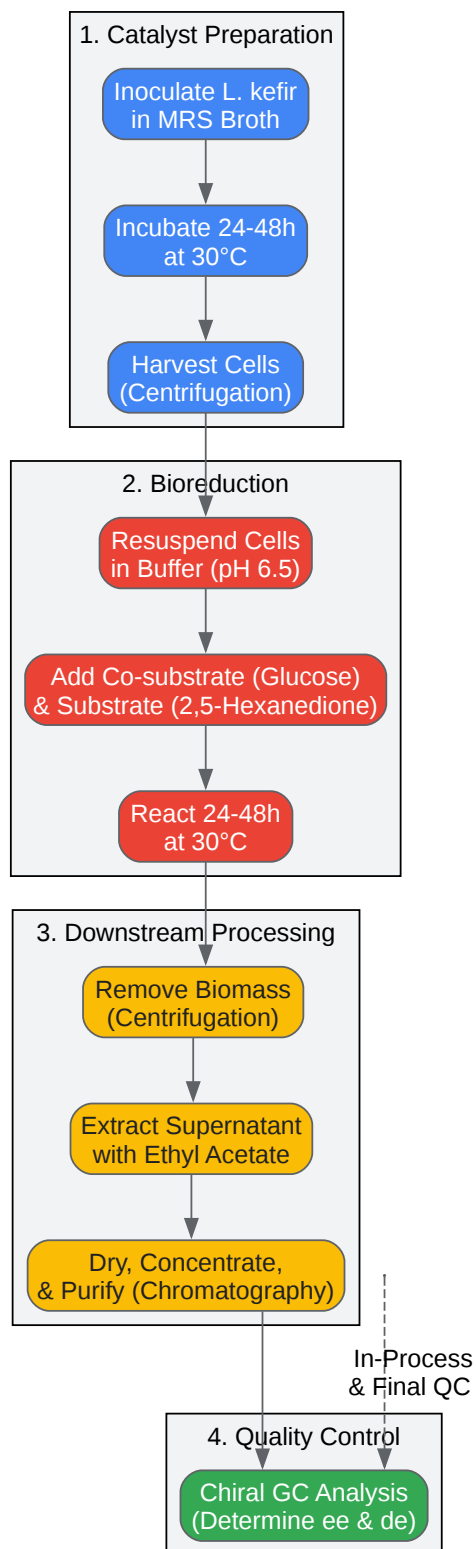 1. Catalyst Preparation
Inoculate L. kefir
in MRS Broth
Incubate 24-48h
at 30°C
Harvest Cells
(Centrifugation)
2. Bioreduction
Resuspend Cells
in Buffer (pH 6.5)
Add Co-substrate (Glucose)
& Substrate (2,5-Hexanedione)
React 24-48h
at 30°C
3. Downstream Processing
Remove Biomass
(Centrifugation)
Extract Supernatant
with Ethyl Acetate
Dry, Concentrate,
& Purify (Chromatography)
In-Process
& Final QC
4. Quality Control
Chiral GC Analysis
(Determine ee & de)